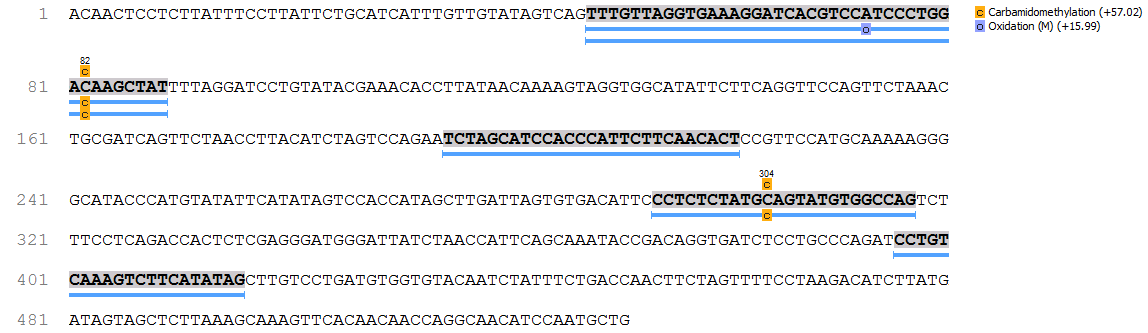 1 ACAACTCCTCTTATTTCCTTATTCTGCATCATTTGTTGTATAGTCAGTTTGTTAGGTGAAAGGATCACGTCCATCCCTGG
C Carbamidomethylation (+57.02)
O Oxidation (M) (+15.99)
O
82
C
81 ACAAGCTATTTTAGGATCCTGTATACGAAACACCTTATAACAAAAGTAGGTGGCATATTCTTCAGGTTCCAGTTCTAAAC
C
C
161 TGCGATCAGTTCTAACCTTACATCTAGTCCAGAATCTAGCATCCACCCATTCTTCAACACTCCGTTCCATGCAAAAAGGG
304
C
241 GCATACCCATGTATATTCATATAGTCCACCATAGCTTGATTAGTGTGACATTCCCTCTCTATGCAGTATGTGGCCAGTCT
C
321 TTCCTCAGACCACTCTCGAGGGATGGGATTATCTAACCATTCAGCAAATACCGACAGGTGATCTCCTGCCCAGATCCTGT
401 CAAAGTCTTCATATAGCTTGTCCTGATGTGGTGTACAATCTATTTCTGACCAACTTCTAGTTTTCCTAAGACATCTTATG
481 ATAGTAGCTCTTAAAGCAAAGTTCACAACAACCAGGCAACATCCAATGCTG